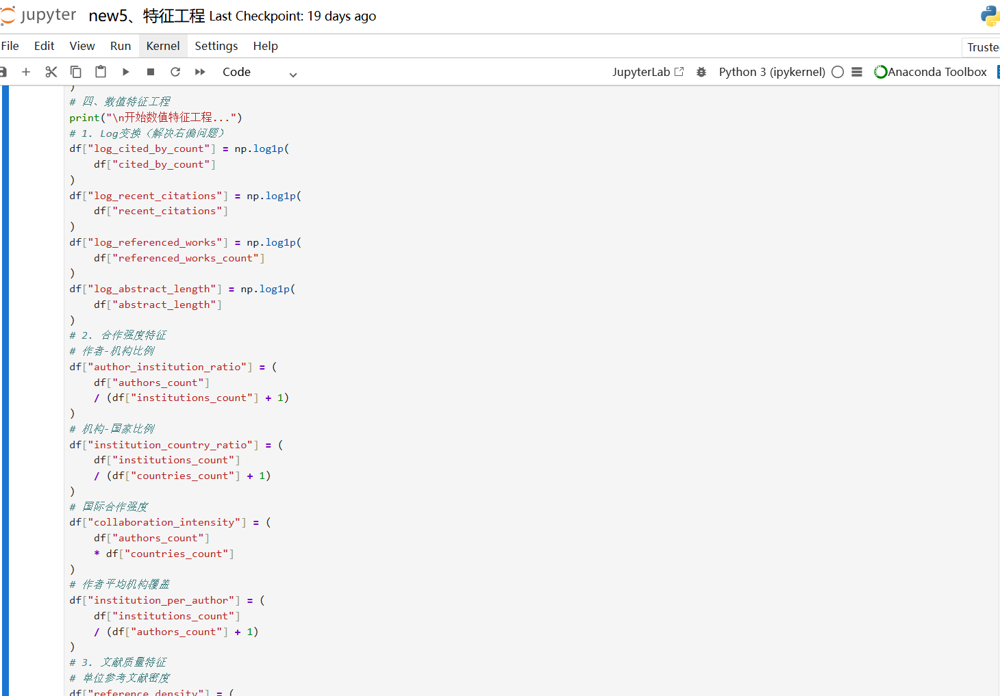 jupyter new5、特征工程 Last Checkpoint: 19 days ago
File Edit View Run Kernel Settings Help
Truste
Code JupyterLab Python 3 (ipykernel) Anaconda Toolbox
)
# 四、数值特征工程
print("\n开始数值特征工程...")
# 1. Log变换（解决右偏问题）
df["log_cited_by_count"] = np.log1p(
df["cited_by_count"]
)
df["log_recent_citations"] = np.log1p(
df["recent_citations"]
)
df["log_referenced_works"] = np.log1p(
df["referenced_works_count"]
)
df["log_abstract_length"] = np.log1p(
df["abstract_length"]
)
# 2. 合作强度特征
# 作者-机构比例
df["author_institution_ratio"] = (
df["authors_count"]
/ (df["institutions_count"] + 1)
)
# 机构-国家比例
df["institution_country_ratio"] = (
df["institutions_count"]
/ (df["countries_count"] + 1)
)
# 国际合作强度
df["collaboration_intensity"] = (
df["authors_count"]
* df["countries_count"]
)
# 作者平均机构覆盖
df["institution_per_author"] = (
df["institutions_count"]
/ (df["authors_count"] + 1)
)
# 3. 文献质量特征
# 单位参考文献密度
df["reference_density"] = (